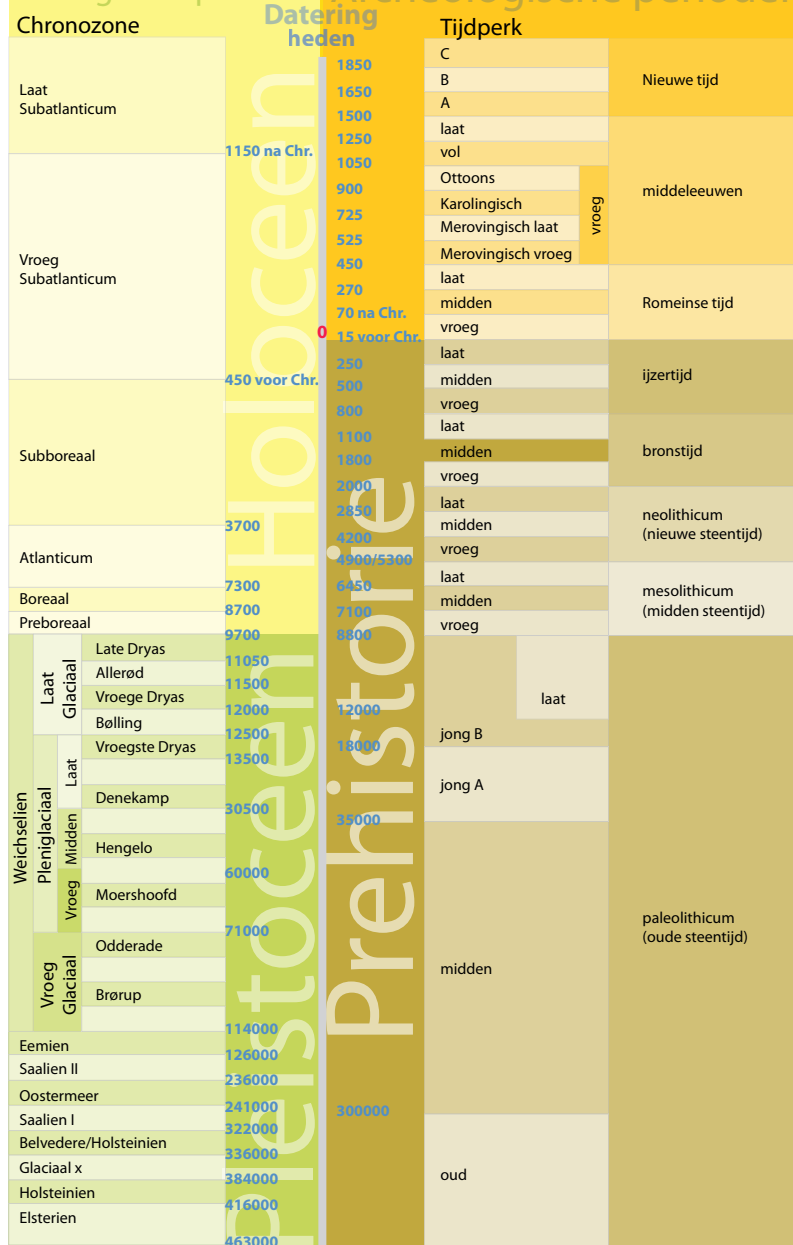 Datering
Chronozone
Tijdperk
heden
Laat
Subatlanticum
1150 na Chr.
Vroeg
Subatlanticum
450 voor Chr.
Subboreaal
3700
Atlanticum
7300
Boreaal
8700
Preboreaal
9700
Weichselien
Laat
Glaciaal
Late Dryas
11050
Allerød
11500
Vroege Dryas
12000
Bølling
12500
Pleniglaciaal
Laat
Vroegste Dryas
13500
Denekamp
30500
Midden
Hengelo
60000
Vroeg
Moershoofd
71000
Vroeg
Glaciaal
Odderade
Brørup
114000
Eemien
126000
Saalien II
236000
Oostermeer
241000
Saalien I
322000
Belvedere/Holsteinien
336000
Glaciaal x
384000
Holsteinien
416000
Elsterien
463000
Holoceen
Pleistoceen
0
Prehistorie
C
1850
B
1650
A
1500
Nieuwe tijd
laat
1250
vol
1050
Ottoons
900
Karolingisch
725
Merovingisch laat
525
Merovingisch vroeg
450
vroeg
middeleeuwen
laat
270
midden
70 na Chr.
vroeg
15 voor Chr.
Romeinse tijd
laat
250
midden
500
vroeg
800
ijzertijd
laat
1100
midden
1800
vroeg
2000
bronstijd
laat
2850
midden
4200
vroeg
4900/5300
neolithicum
(nieuwe steentijd)
laat
6450
midden
7100
vroeg
8800
mesolithicum
(midden steentijd)
laat
12000
jong B
18000
jong A
35000
midden
300000
oud
paleolithicum
(oude steentijd)